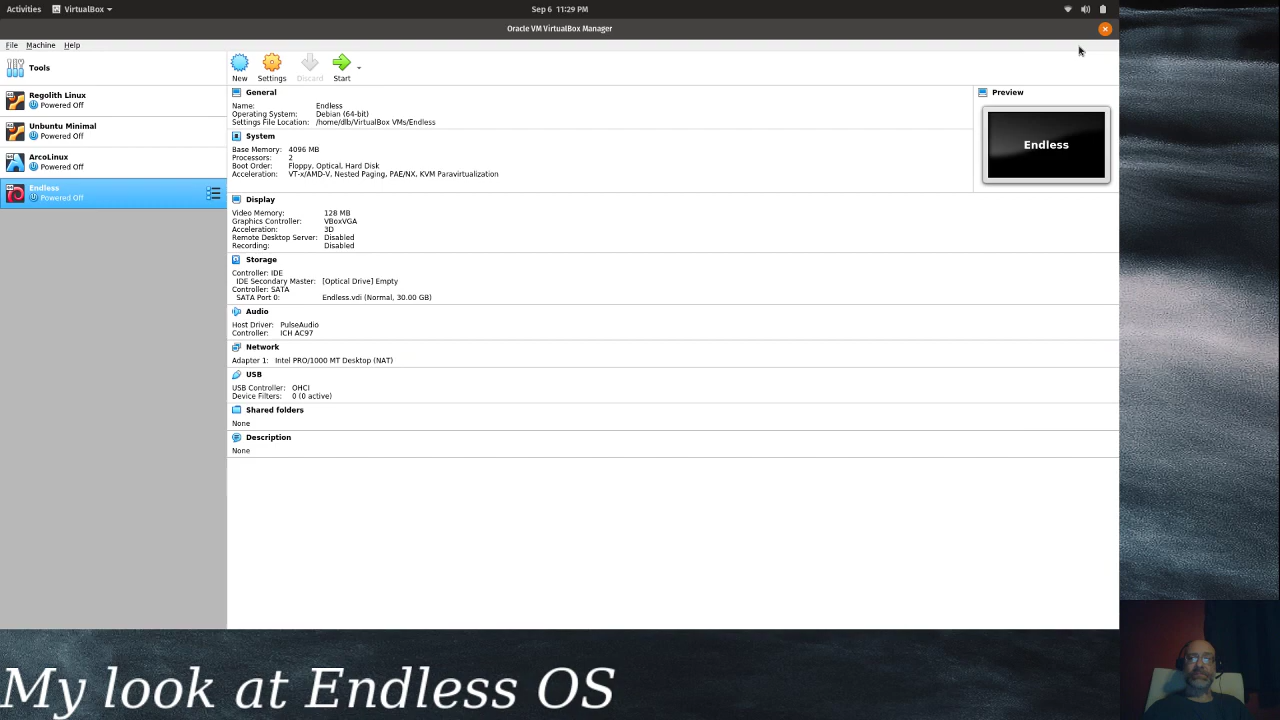 Activities VirtualBox Sep 6 11:29 PM
Oracle VM VirtualBox Manager
File Machine Help
Tools
New Settings Discard Start
Regolith Linux
Powered Off
Unbuntu Minimal
Powered Off
ArcoLinux
Powered Off
Endless
Powered Off
General
Name: Endless
Operating System: Debian (64-bit)
Settings File Location: /home/dlb/VirtualBox VMs/Endless
System
Base Memory: 4096 MB
Processors: 2
Boot Order: Floppy, Optical, Hard Disk
Acceleration: VT-x/AMD-V, Nested Paging, PAE/NX, KVM Paravirtualization
Preview
Endless
Display
Video Memory: 128 MB
Graphics Controller: VBoxVGA
Acceleration: 3D
Remote Desktop Server: Disabled
Recording: Disabled
Storage
Controller: IDE
IDE Secondary Master: [Optical Drive] Empty
Controller: SATA
SATA Port 0: Endless.vdi (Normal, 30.00 GB)
Audio
Host Driver: PulseAudio
Controller: ICH AC97
Network
Adapter 1: Intel PRO/1000 MT Desktop (NAT)
USB
USB Controller: OHCI
Device Filters: 0 (0 active)
Shared folders
None
Description
None
My look at Endless OS